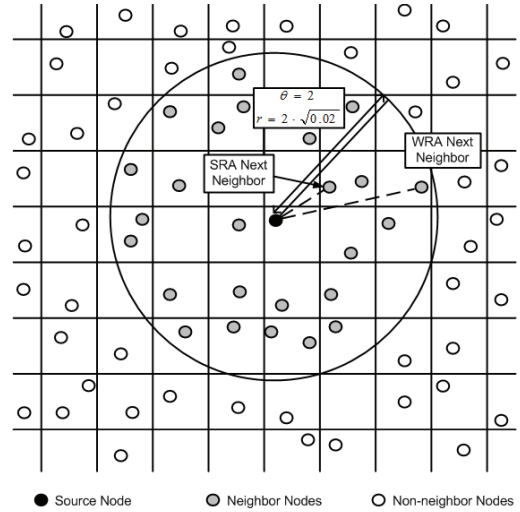 θ = 2
r = 2 · √0.02
WRA Next
Neighbor
SRA Next
Neighbor
Source Node
Neighbor Nodes
Non-neighbor Nodes